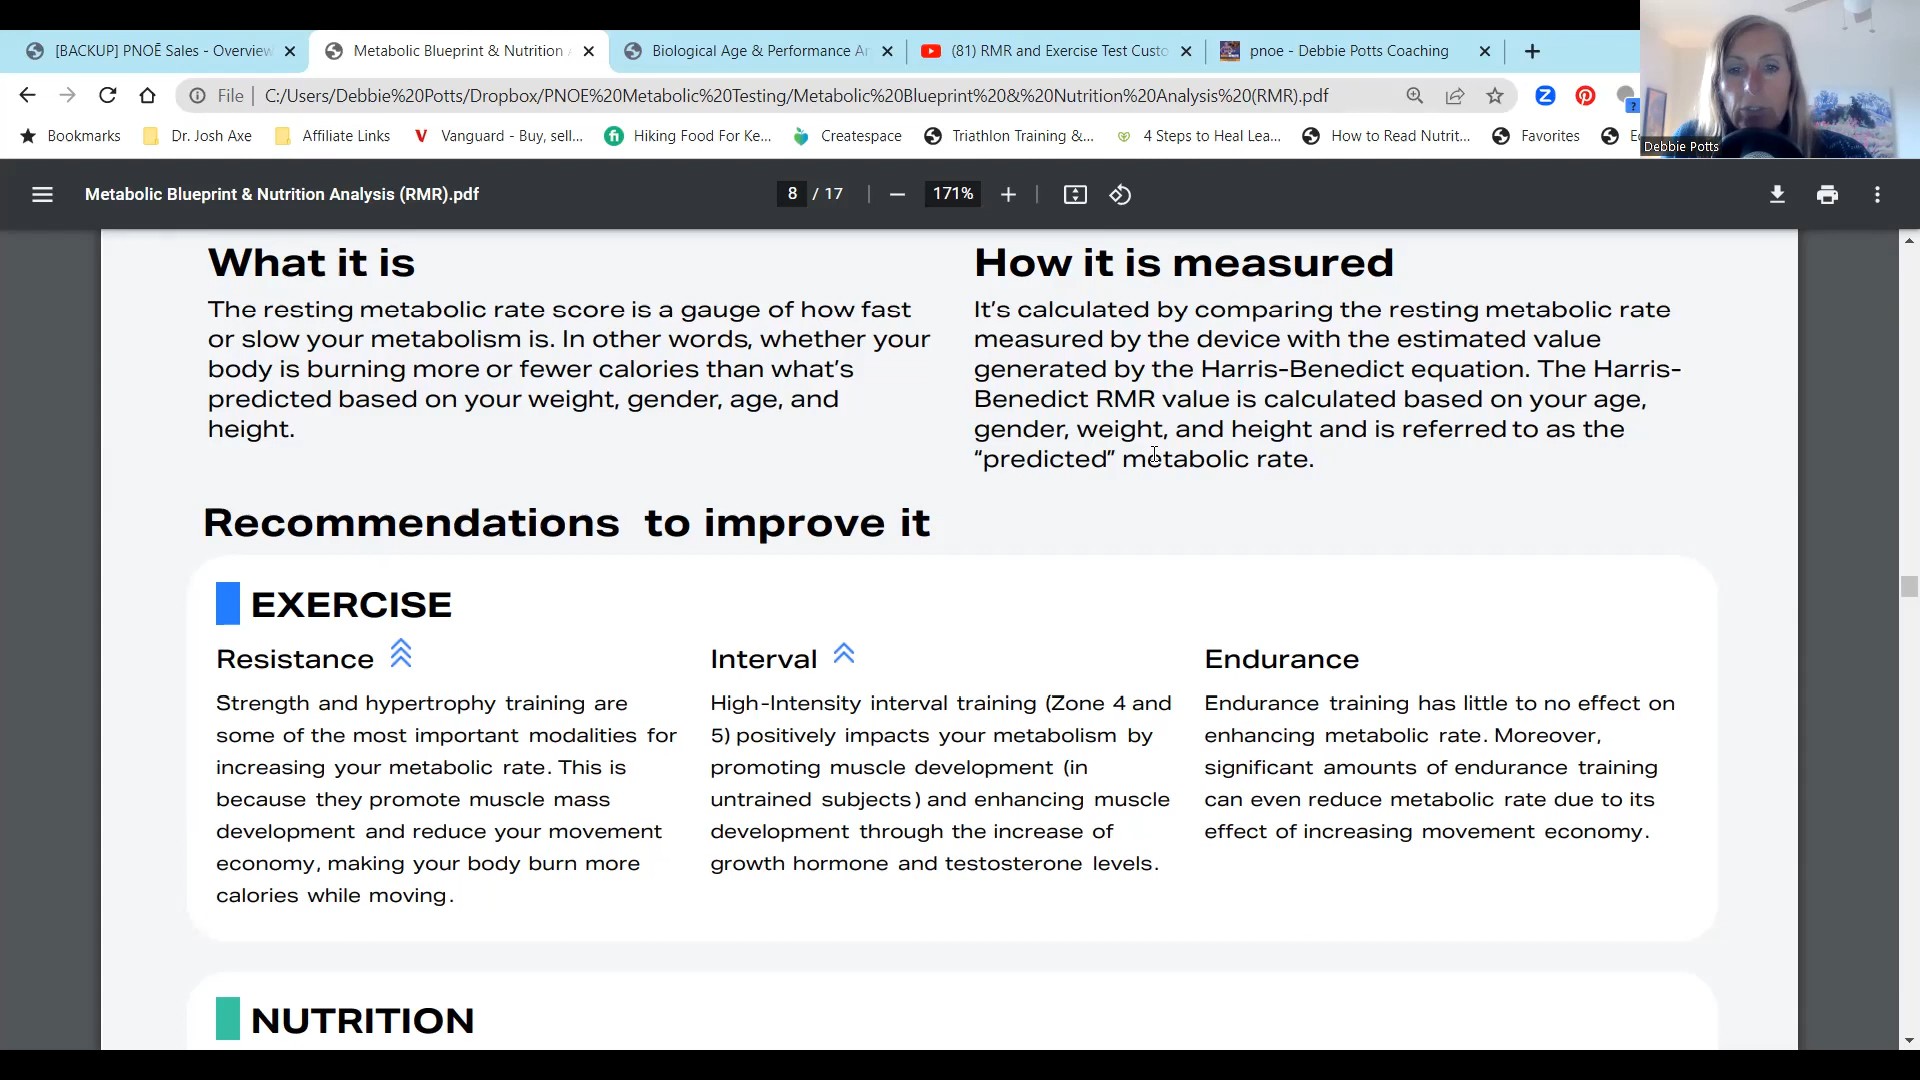 [BACKUP] PNOĒ Sales - Overview
Metabolic Blueprint & Nutrition
Biological Age & Performance An
(81) RMR and Exercise Test Custo
pnoe - Debbie Potts Coaching
File
C:/Users/Debbie%20Potts/Dropbox/PNOE%20Metabolic%20Testing/Metabolic%20Blueprint%20&%20Nutrition%20Analysis%20(RMR).pdf
Bookmarks
Dr. Josh Axe
Affiliate Links
Vanguard - Buy, sell...
Hiking Food For Ke...
Createspace
Triathlon Training &...
4 Steps to Heal Lea...
How to Read Nutrit...
Favorites
Debbie Potts
Metabolic Blueprint & Nutrition Analysis (RMR).pdf
8 / 17
171%
What it is
The resting metabolic rate score is a gauge of how fast
or slow your metabolism is. In other words, whether your
body is burning more or fewer calories than what’s
predicted based on your weight, gender, age, and
height.
How it is measured
It’s calculated by comparing the resting metabolic rate
measured by the device with the estimated value
generated by the Harris-Benedict equation. The Harris-
Benedict RMR value is calculated based on your age,
gender, weight, and height and is referred to as the
“predicted” metabolic rate.
Recommendations to improve it
EXERCISE
Resistance
Strength and hypertrophy training are
some of the most important modalities for
increasing your metabolic rate. This is
because they promote muscle mass
development and reduce your movement
economy, making your body burn more
calories while moving.
Interval
High-Intensity interval training (Zone 4 and
5) positively impacts your metabolism by
promoting muscle development (in
untrained subjects) and enhancing muscle
development through the increase of
growth hormone and testosterone levels.
Endurance
Endurance training has little to no effect on
enhancing metabolic rate. Moreover,
significant amounts of endurance training
can even reduce metabolic rate due to its
effect of increasing movement economy.
NUTRITION